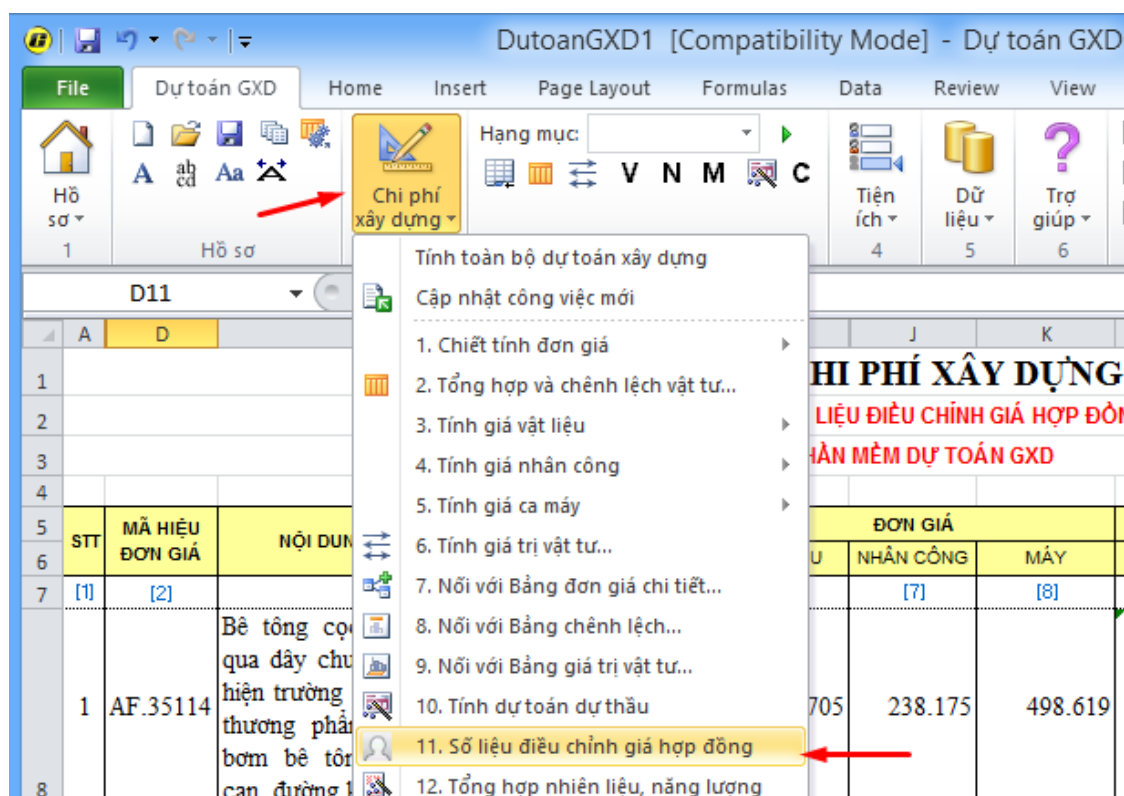 DutoanGXD1 [Compatibility Mode] - Dự toán GXD
File Dự toán GXD Home Insert Page Layout Formulas Data Review View
Hạng mục:
V N M C
Hồ sơ
Chi phí xây dựng
Tiện ích
Dữ liệu
Trợ giúp
1 Hồ sơ 4 5 6
D11
Tính toàn bộ dự toán xây dựng
Cập nhật công việc mới
1. Chiết tính đơn giá
2. Tổng hợp và chênh lệch vật tư...
3. Tính giá vật liệu
4. Tính giá nhân công
5. Tính giá ca máy
6. Tính giá trị vật tư...
7. Nối với Bảng đơn giá chi tiết...
8. Nối với Bảng chênh lệch...
9. Nối với Bảng giá trị vật tư...
10. Tính dự toán dự thầu
11. Số liệu điều chỉnh giá hợp đồng
12. Tổng hợp nhiên liệu, năng lượng
A D J K
1 HI PHÍ XÂY DỰNG
2 LIỆU ĐIỀU CHỈNH GIÁ HỢP ĐỒN
3 HẦN MỀM DỰ TOÁN GXD
4
5 STT MÃ HIỆU ĐƠN GIÁ NỘI DUN ĐƠN GIÁ
6 U NHÂN CÔNG MÁY
7 [1] [2] [7] [8]
Bê tông cọ
qua dây chu
hiện trường
1 AF.35114 705 238.175 498.619
thương phẩ
bơm bê tôn
8 cạn, đường k